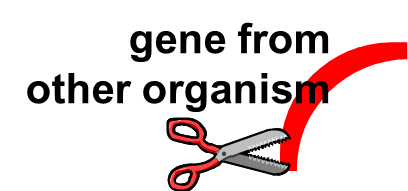 gene from
other organism